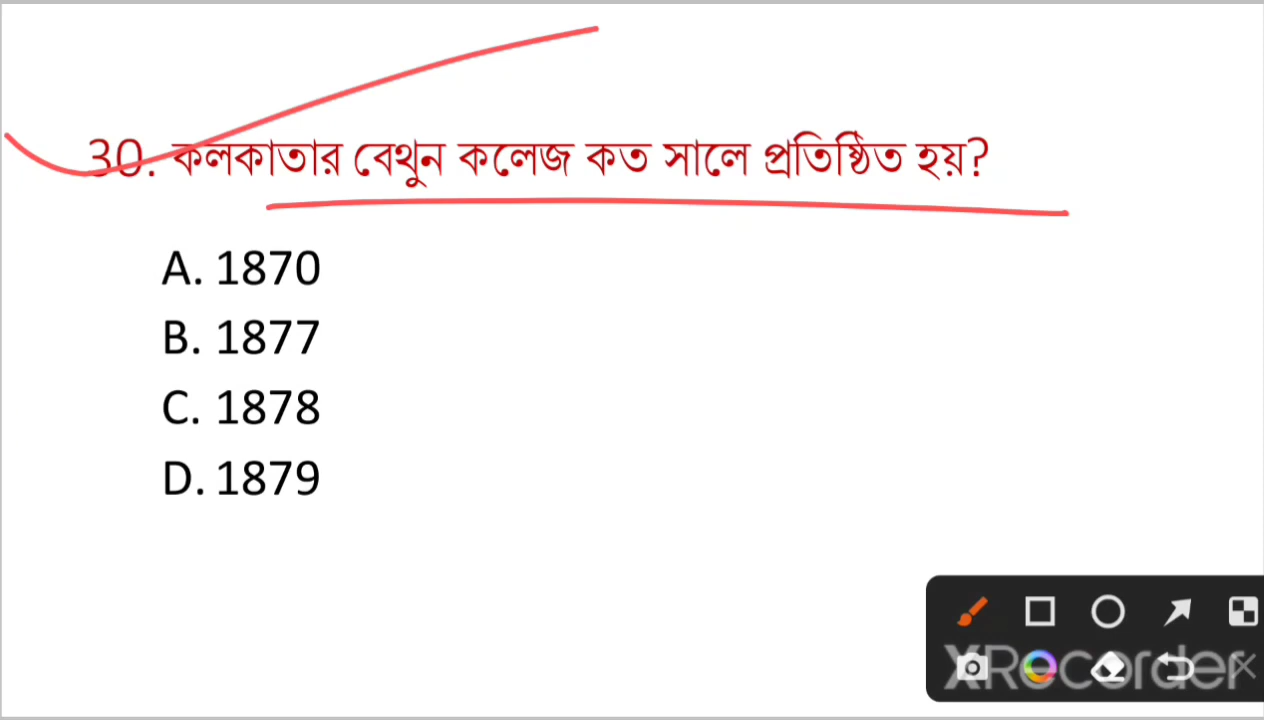 30. কলকাতার বেথুন কলেজ কত সালে প্রতিষ্ঠিত হয়?
A. 1870
B. 1877
C. 1878
D. 1879
XRecorder